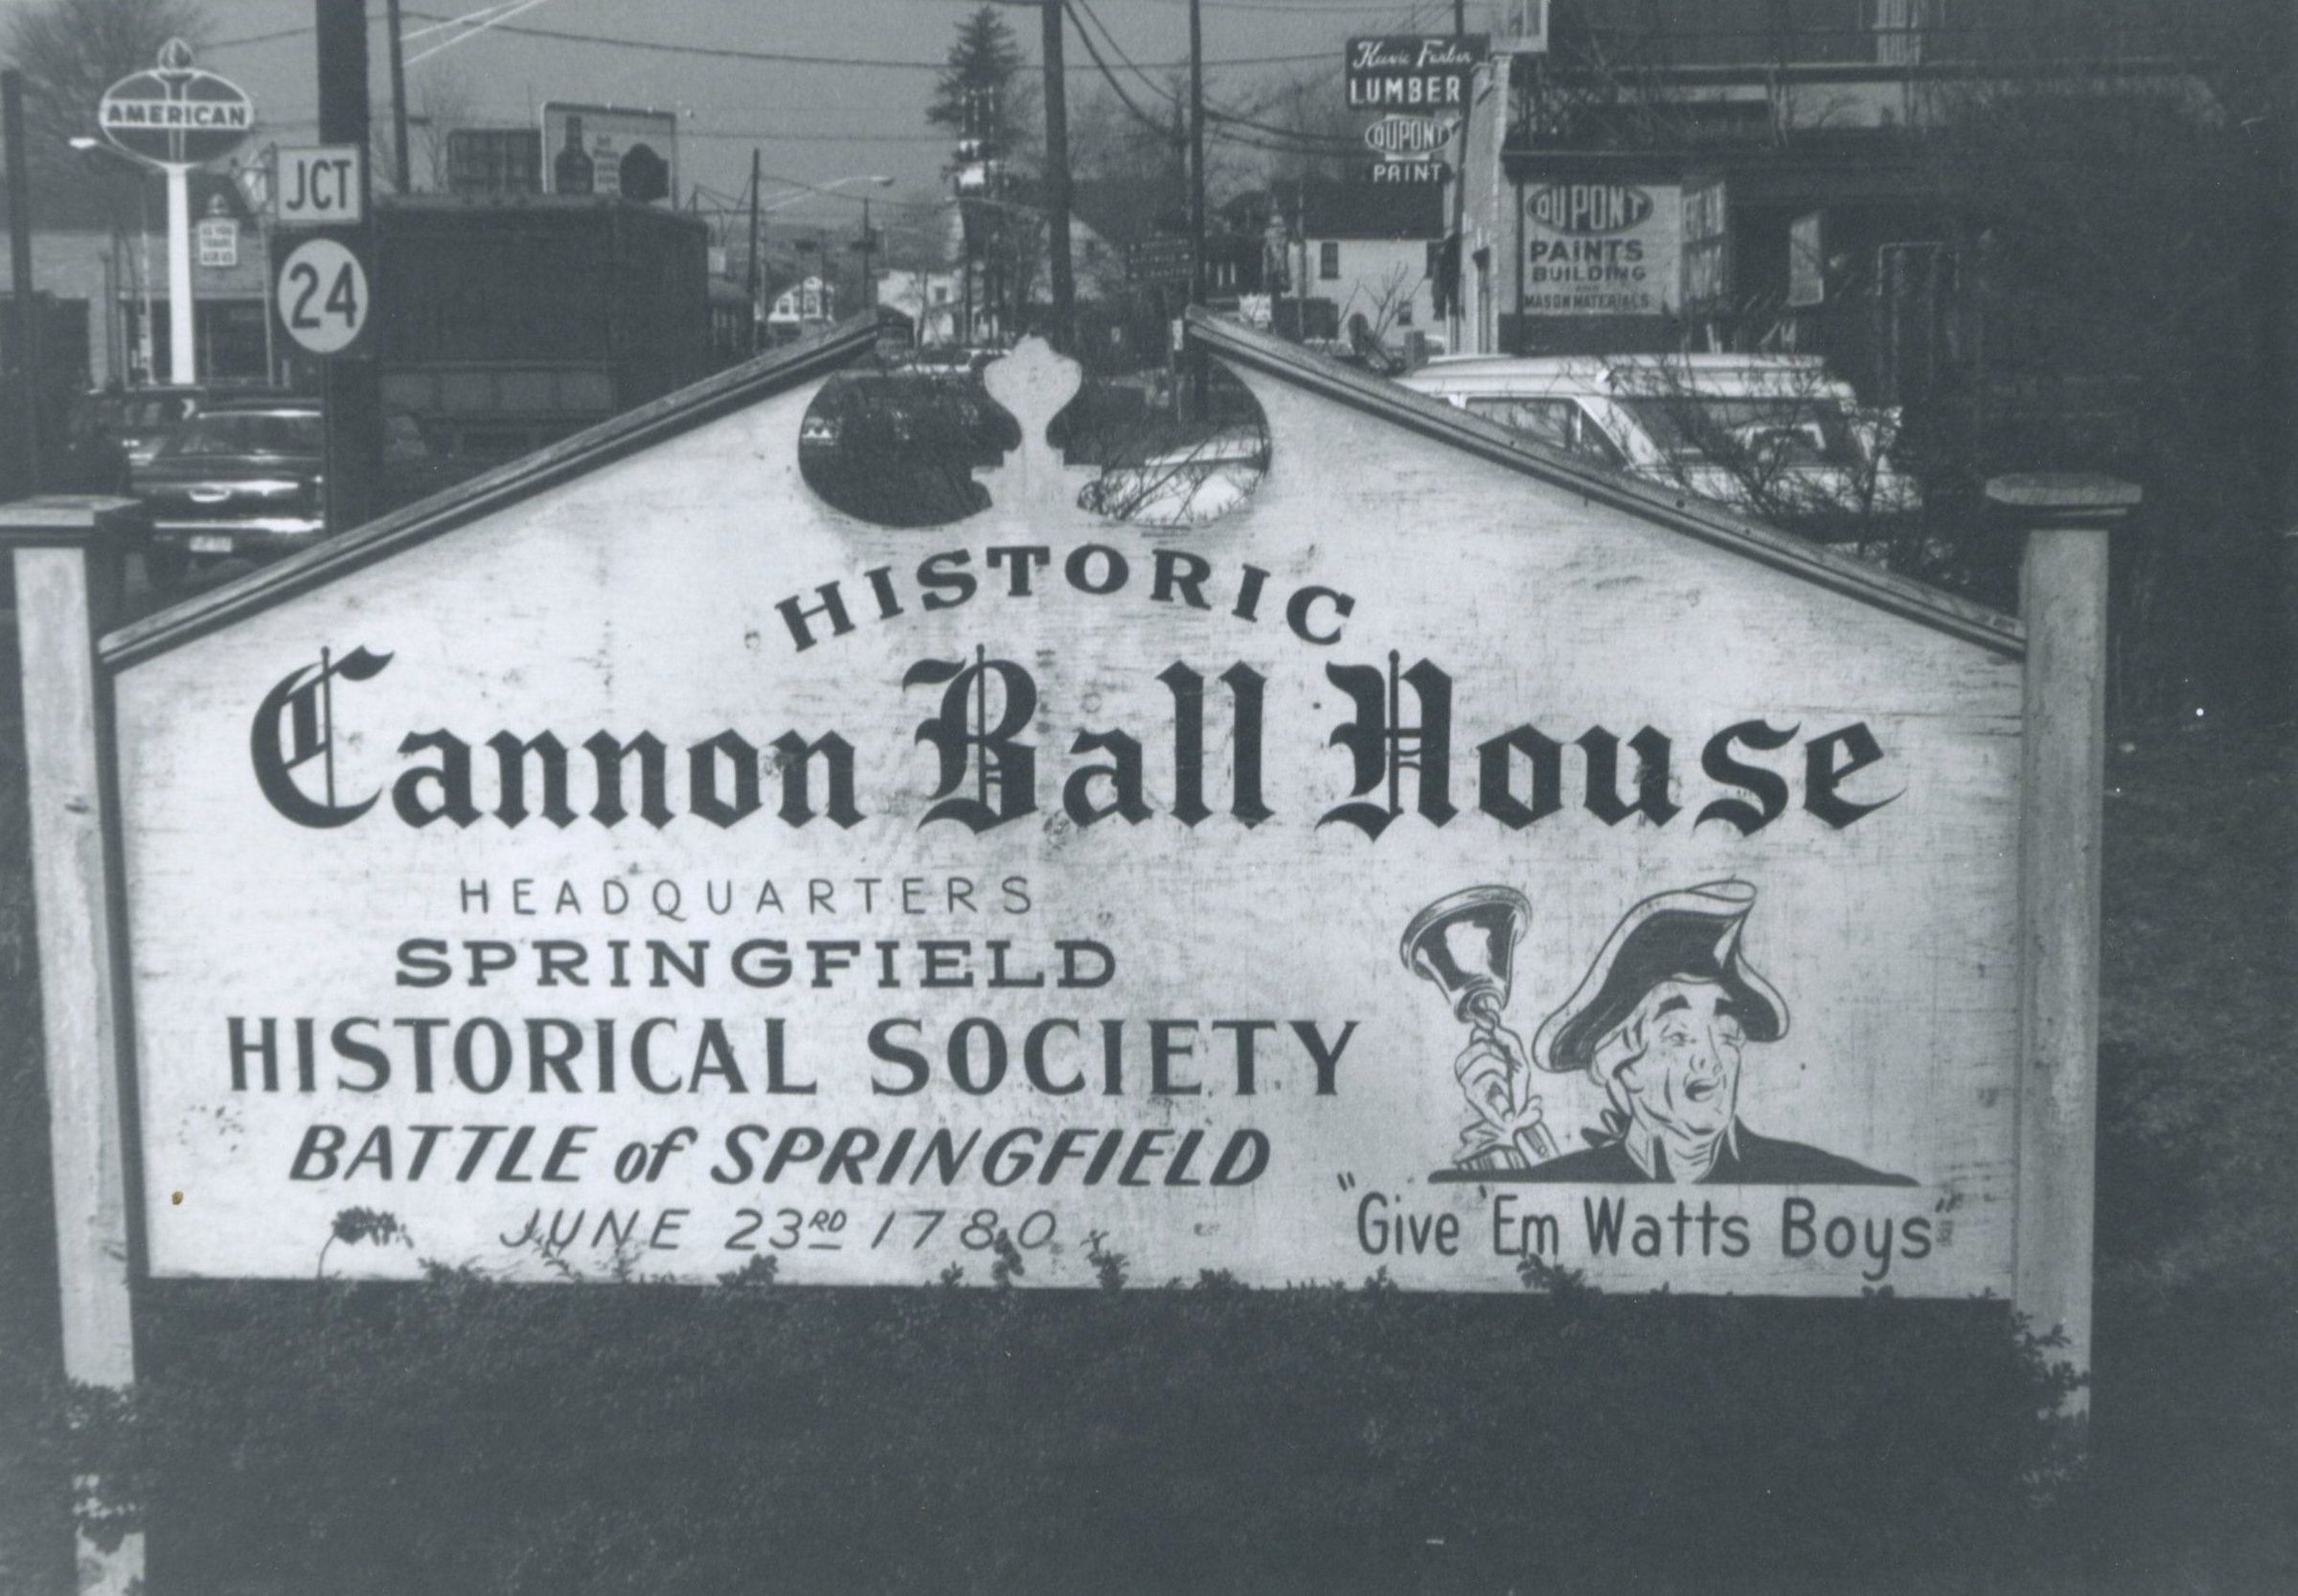 AMERICAN
JCT
24
LUMBER
DUPONT
PAINT
DUPONT
PAINTS
BUILDING
MASON MATERIALS
HISTORIC
Cannon Ball House
HEADQUARTERS
SPRINGFIELD
HISTORICAL SOCIETY
BATTLE of SPRINGFIELD
JUNE 23RD 1780
"Give 'Em Watts Boys"